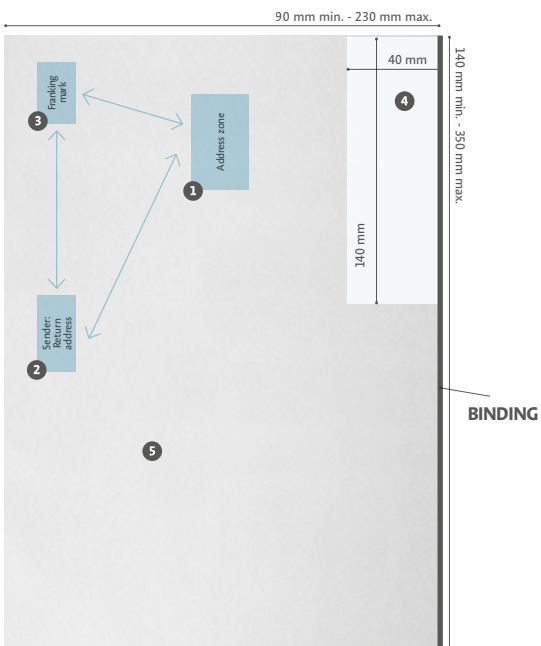 90 mm min. - 230 mm max.
40 mm
4
140 mm min. - 350 mm max.
Franking
mark
3
Address zone
1
140 mm
Sender:
Return
address
2
BINDING
5